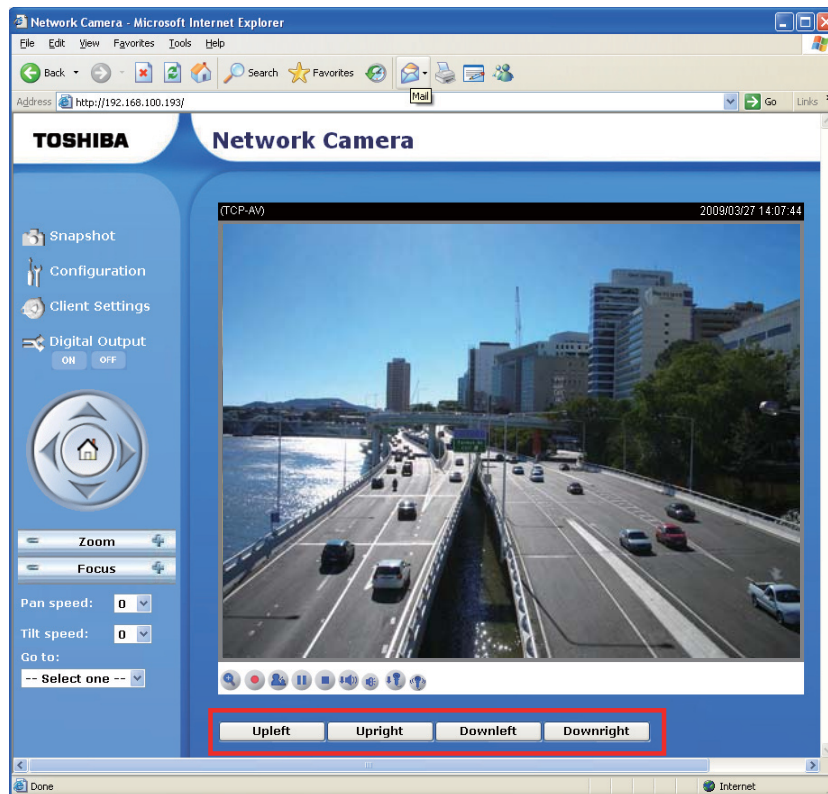 Network Camera - Microsoft Internet Explorer
File Edit View Favorites Tools Help
Back Search Favorites
Mail
Address http://192.168.100.193/ Go Links
TOSHIBA Network Camera
(TCP-AV) 2009/03/27 14:07:44
Snapshot
Configuration
Client Settings
Digital Output
ON OFF
Zoom
Focus
Pan speed: 0
Tilt speed: 0
Go to:
-- Select one --
Upleft Upright Downleft Downright
Done Internet